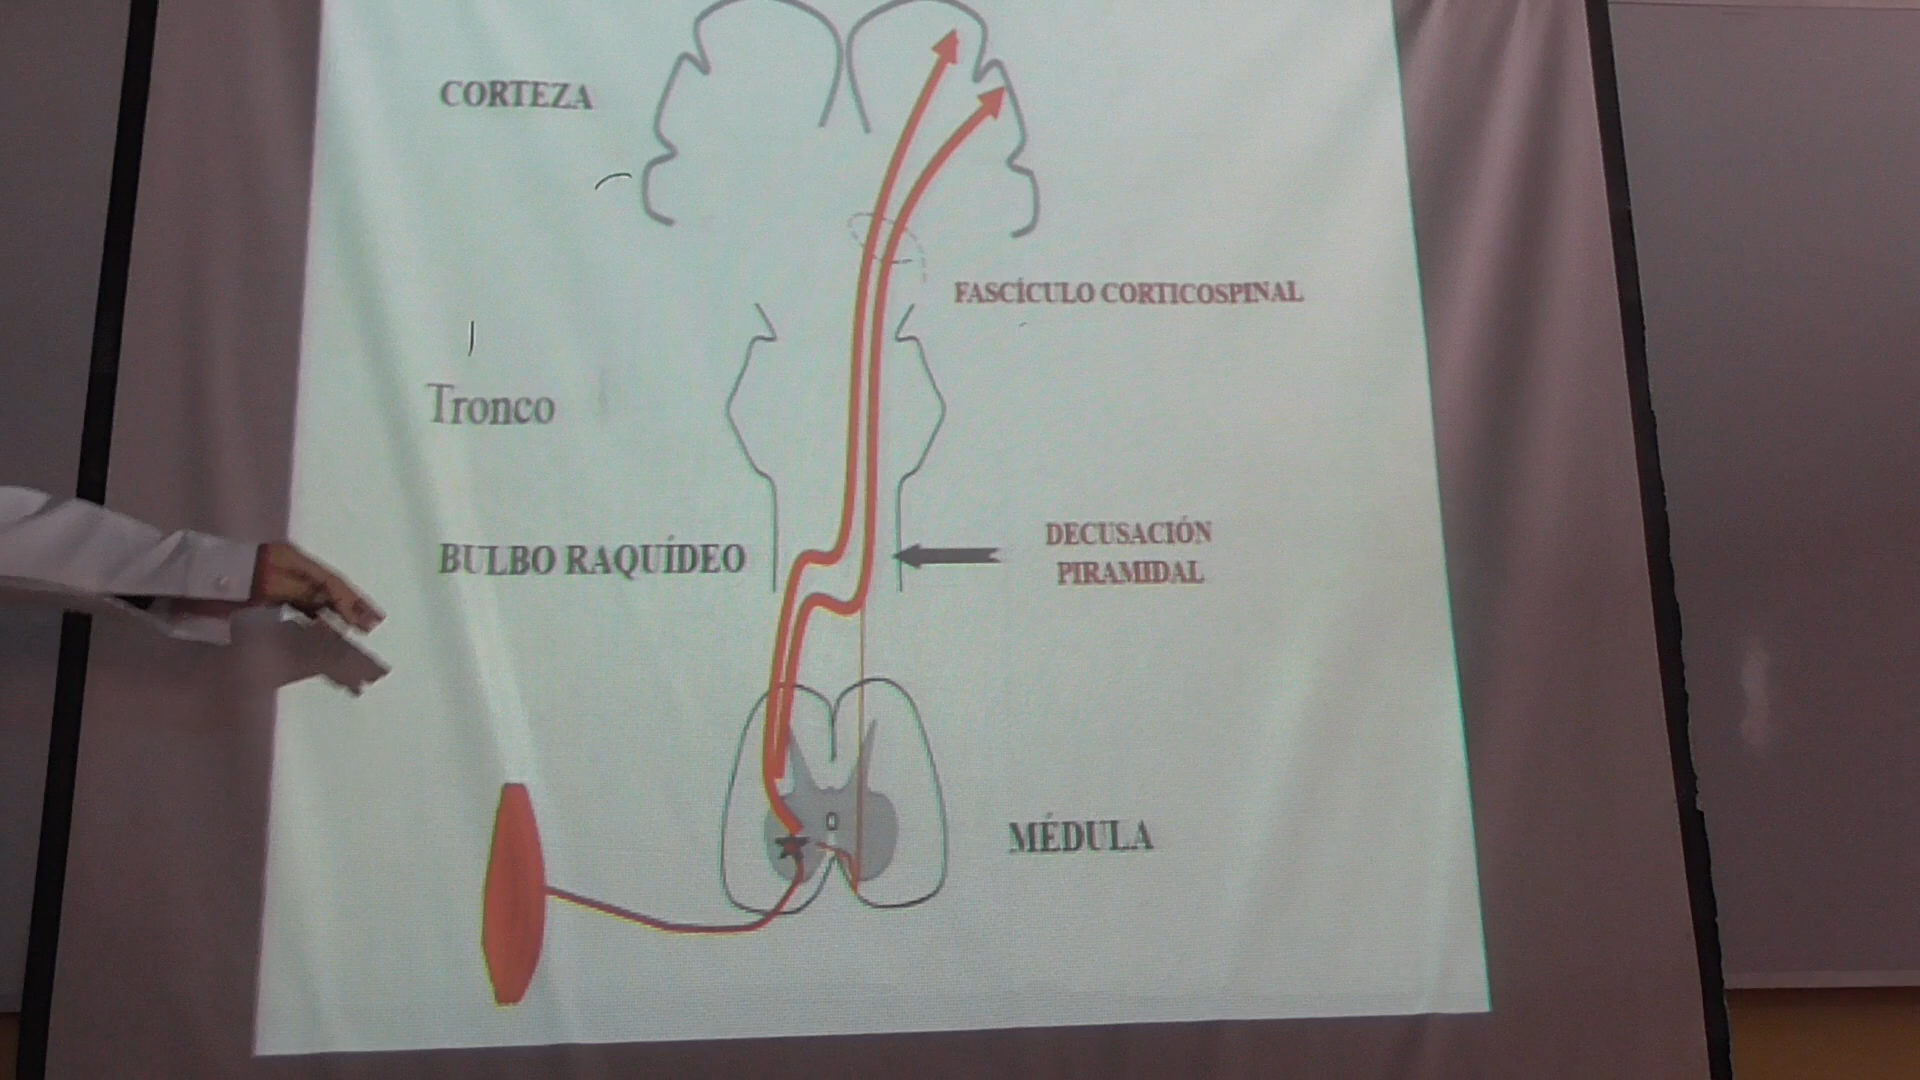 CORTEZA
FASCÍCULO CORTICOSPINAL
Tronco
BULBO RAQUÍDEO
DECUSACIÓN
PIRAMIDAL
MÉDULA